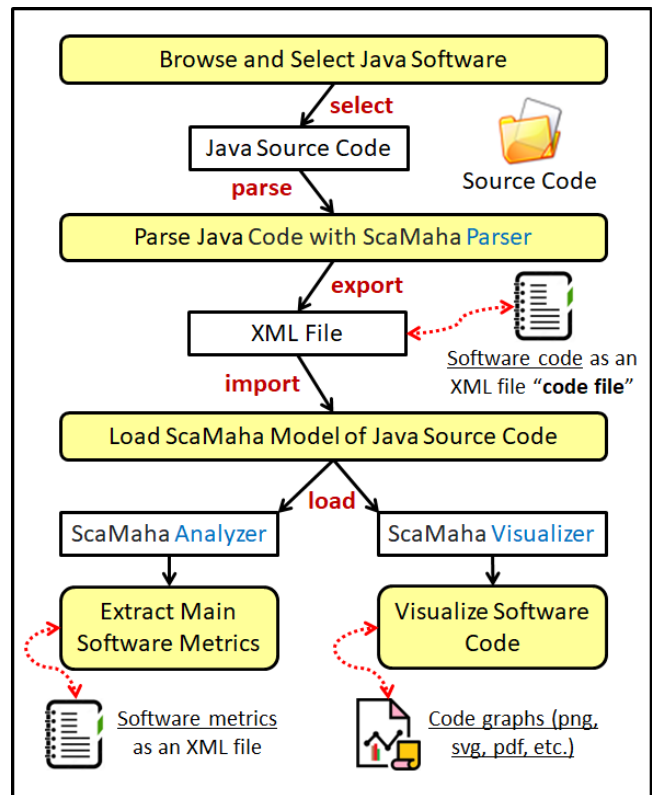 Browse and Select Java Software
select
Java Source Code
parse
Source Code
Parse Java Code with ScaMaha Parser
export
XML File
Software code as an
XML file “code file”
import
Load ScaMaha Model of Java Source Code
load
ScaMaha Analyzer
ScaMaha Visualizer
Extract Main
Software Metrics
Visualize Software
Code
Software metrics
as an XML file
Code graphs (png,
svg, pdf, etc.)